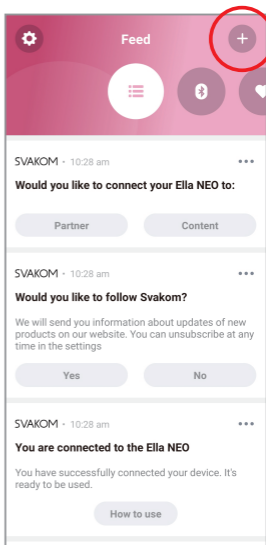 Feed
SVAKOM • 10:28 am
Would you like to connect your Ella NEO to:
Partner Content
SVAKOM • 10:28 am
Would you like to follow Svakom?
We will send you information about updates of new
products on our website. You can unsubscribe at any
time in the settings
Yes No
SVAKOM • 10:28 am
You are connected to the Ella NEO
You have successfully connected your device. It's
ready to be used.
How to use